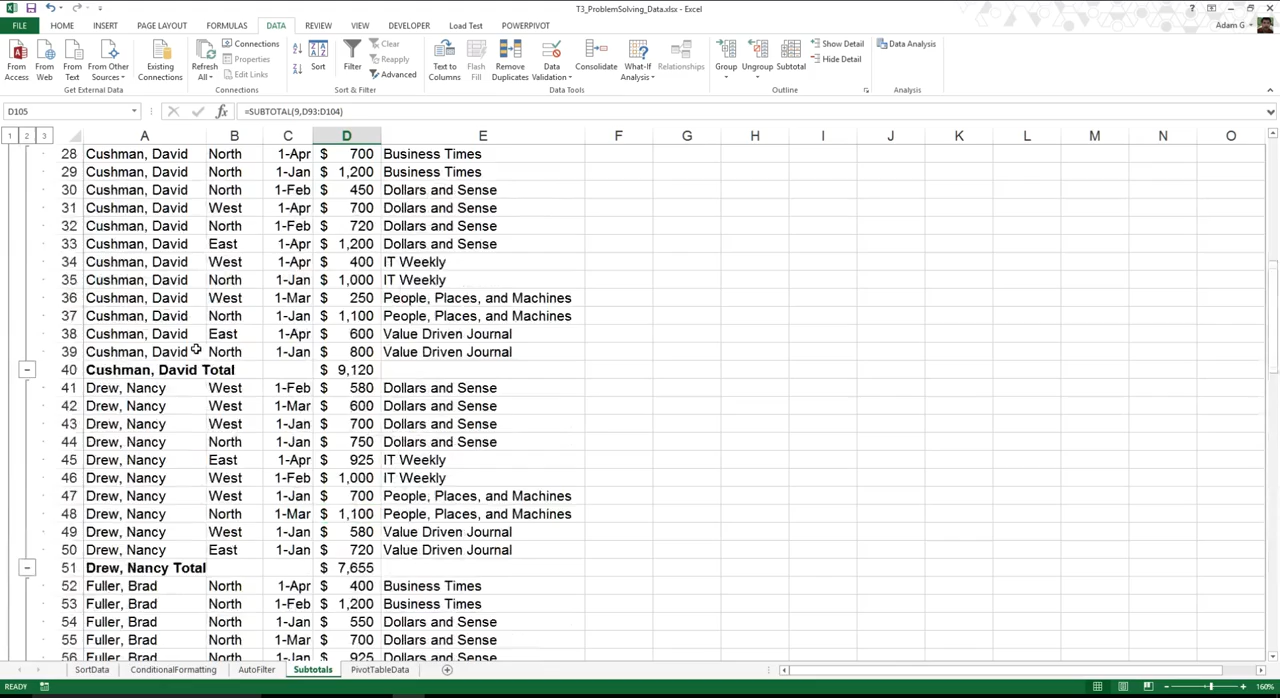 T3_ProblemSolving_Data.xlsx - Excel
FILE HOME INSERT PAGE LAYOUT FORMULAS DATA REVIEW VIEW DEVELOPER Load Test POWERPIVOT Adam G
From Access
From Web
From Text
From Other Sources
Existing Connections
Get External Data
Refresh All
Connections
Properties
Edit Links
Connections
Sort
Filter
Clear
Reapply
Advanced
Sort & Filter
Text to Columns
Flash Fill
Remove Duplicates
Data Validation
Consolidate
What-If Analysis
Relationships
Data Tools
Group
Ungroup
Subtotal
Show Detail
Hide Detail
Outline
Data Analysis
Analysis
D105 fx =SUBTOTAL(9,D93:D104)
1 2 3 A B C D E F G H I J K L M N O
28 Cushman, David North 1-Apr $ 700 Business Times
29 Cushman, David North 1-Jan $ 1,200 Business Times
30 Cushman, David North 1-Feb $ 450 Dollars and Sense
31 Cushman, David West 1-Apr $ 700 Dollars and Sense
32 Cushman, David North 1-Feb $ 720 Dollars and Sense
33 Cushman, David East 1-Apr $ 1,200 Dollars and Sense
34 Cushman, David West 1-Apr $ 400 IT Weekly
35 Cushman, David North 1-Jan $ 1,000 IT Weekly
36 Cushman, David West 1-Mar $ 250 People, Places, and Machines
37 Cushman, David North 1-Jan $ 1,100 People, Places, and Machines
38 Cushman, David East 1-Apr $ 600 Value Driven Journal
39 Cushman, David North 1-Jan $ 800 Value Driven Journal
40 Cushman, David Total $ 9,120
41 Drew, Nancy West 1-Feb $ 580 Dollars and Sense
42 Drew, Nancy West 1-Mar $ 600 Dollars and Sense
43 Drew, Nancy West 1-Jan $ 700 Dollars and Sense
44 Drew, Nancy North 1-Jan $ 750 Dollars and Sense
45 Drew, Nancy East 1-Apr $ 925 IT Weekly
46 Drew, Nancy West 1-Feb $ 1,000 IT Weekly
47 Drew, Nancy West 1-Jan $ 700 People, Places, and Machines
48 Drew, Nancy North 1-Mar $ 1,100 People, Places, and Machines
49 Drew, Nancy West 1-Jan $ 580 Value Driven Journal
50 Drew, Nancy East 1-Jan $ 720 Value Driven Journal
51 Drew, Nancy Total $ 7,655
52 Fuller, Brad North 1-Apr $ 400 Business Times
53 Fuller, Brad North 1-Feb $ 1,200 Business Times
54 Fuller, Brad North 1-Jan $ 550 Dollars and Sense
55 Fuller, Brad North 1-Mar $ 700 Dollars and Sense
56 Fuller, Brad North 1-Jan $ 925 Dollars and Sense
SortData ConditionalFormatting AutoFilter Subtotals PivotTableData
READY 160%